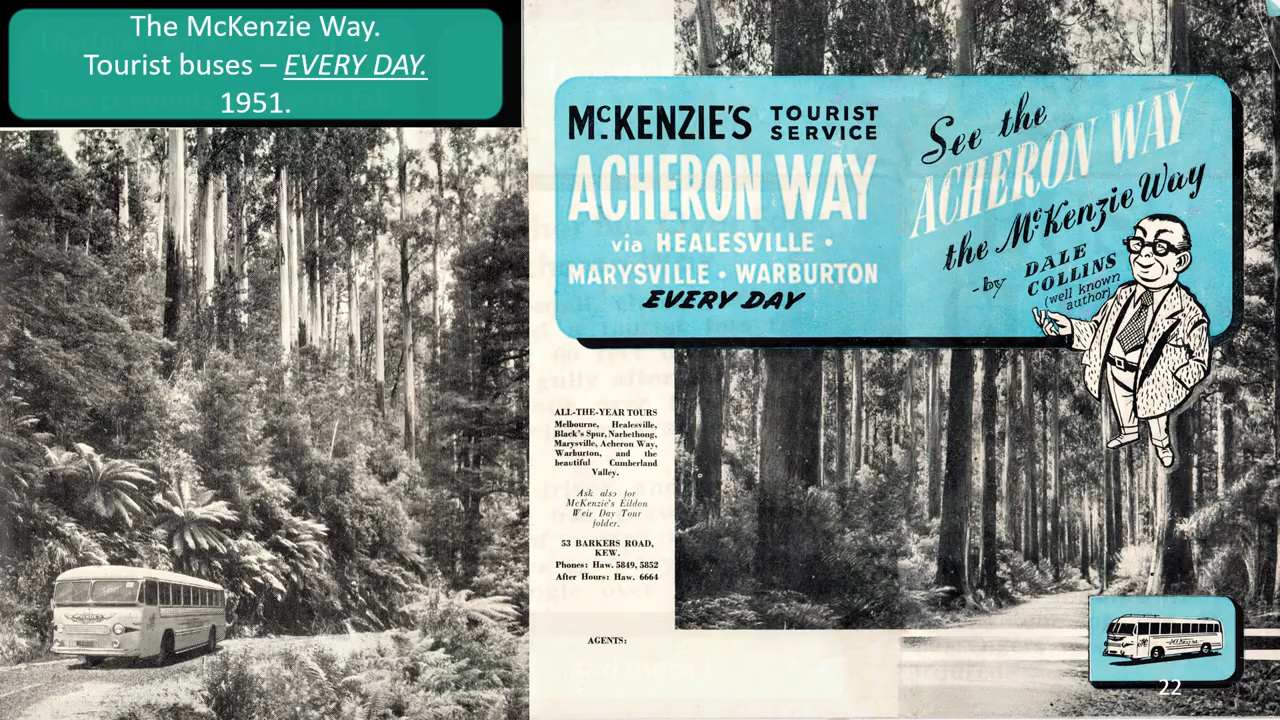 The McKenzie Way.
Tourist buses – EVERY DAY.
1951.
McKENZIE'S TOURIST SERVICE
ACHERON WAY
via HEALESVILLE •
MARYSVILLE • WARBURTON
EVERY DAY
See the
ACHERON WAY
the McKenzie Way
- by DALE
COLLINS
(well known
author)
ALL-THE-YEAR TOURS
Melbourne, Healesville,
Black's Spur, Narbethong,
Marysville, Acheron Way,
Warburton, and the
beautiful Cumberland
Valley.
Ask also for
McKenzie's Eildon
Weir Day Tour
folder.
53 BARKERS ROAD,
KEW.
Phones: Haw. 5849, 5852
After Hours: Haw. 6664
AGENTS:
22